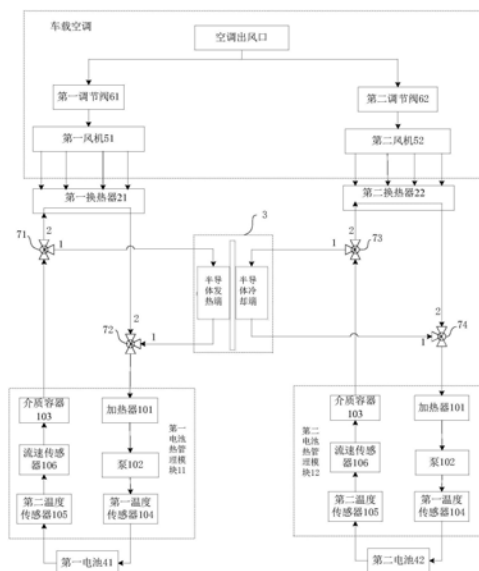 车载空调
空调出风口
第一调节阀61
第二调节阀62
第一风机51
第二风机52
第一换热器21
第二换热器22
71
2
1
3
2
73
1
半导
体发
热端
半导
体冷
却端
2
72
1
2
1
74
介质容器
103
加热器101
第一
电池
热管
理模
块11
流速传感
器106
泵102
第二温度
传感器105
第一温度
传感器104
第一电池41
介质容器
103
加热器101
第二
电池
热管
理模
块12
流速传感
器106
泵102
第二温度
传感器105
第一温度
传感器104
第二电池42